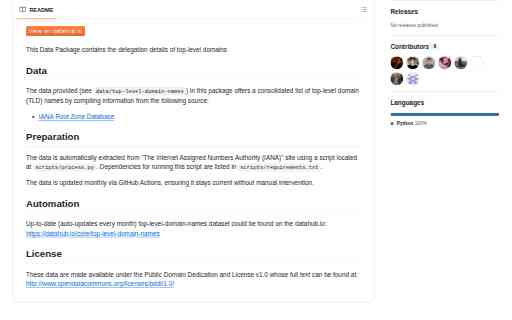 README
View on datahub.io
This Data Package contains the delegation details of top-level domains
Data
The data provided (see data/top-level-domain-names ) in this package offers a consolidated list of top-level domain
(TLD) names by compiling information from the following source:
IANA Root Zone Database
Preparation
The data is automatically extracted from "The Internet Assigned Numbers Authority (IANA)" site using a script located
at scripts/process.py . Dependencies for running this script are listed in scripts/requirements.txt .
The data is updated monthly via GitHub Actions, ensuring it stays current without manual intervention.
Automation
Up-to-date (auto-updates every month) top-level-domain-names dataset could be found on the datahub.io:
https://datahub.io/core/top-level-domain-names
License
These data are made available under the Public Domain Dedication and License v1.0 whose full text can be found at:
http://www.opendatacommons.org/licenses/pddl/1.0/
Releases
No releases published
Contributors 8
Languages
Python 100%